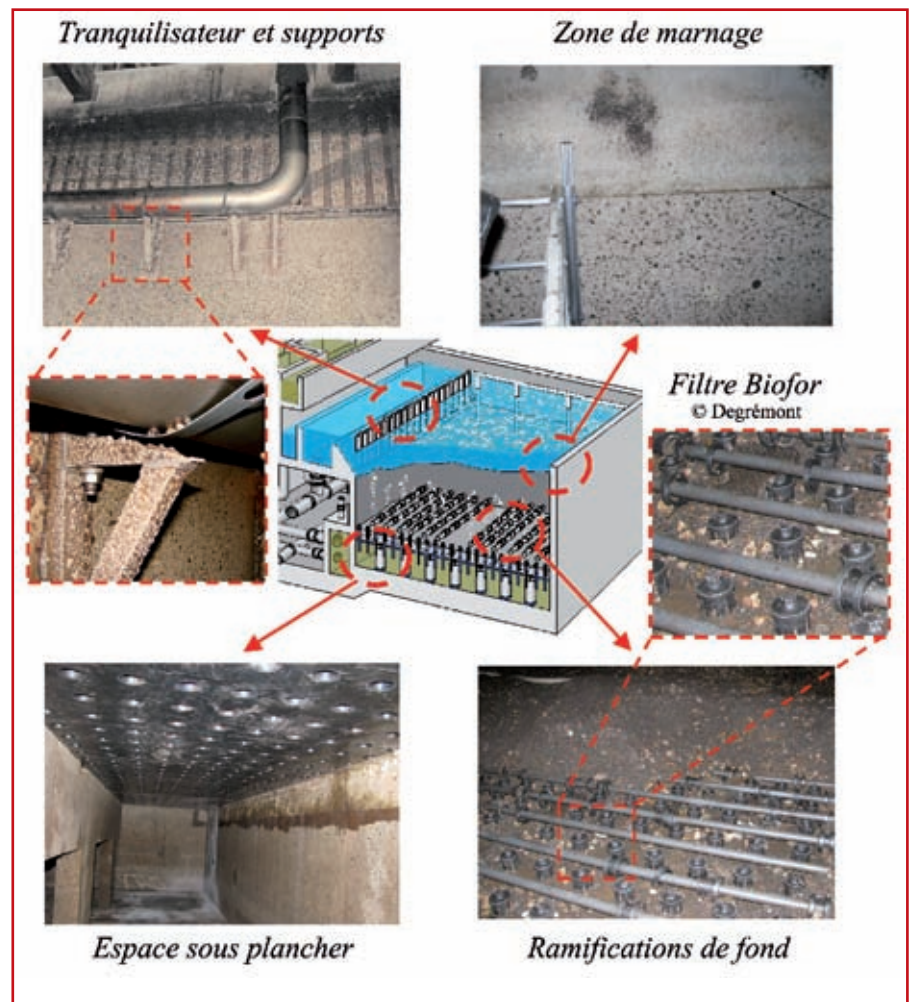 Tranquilisateur et supports
Zone de marnage
Filtre Biofor
© Degrémont
Espace sous plancher
Ramifications de fond